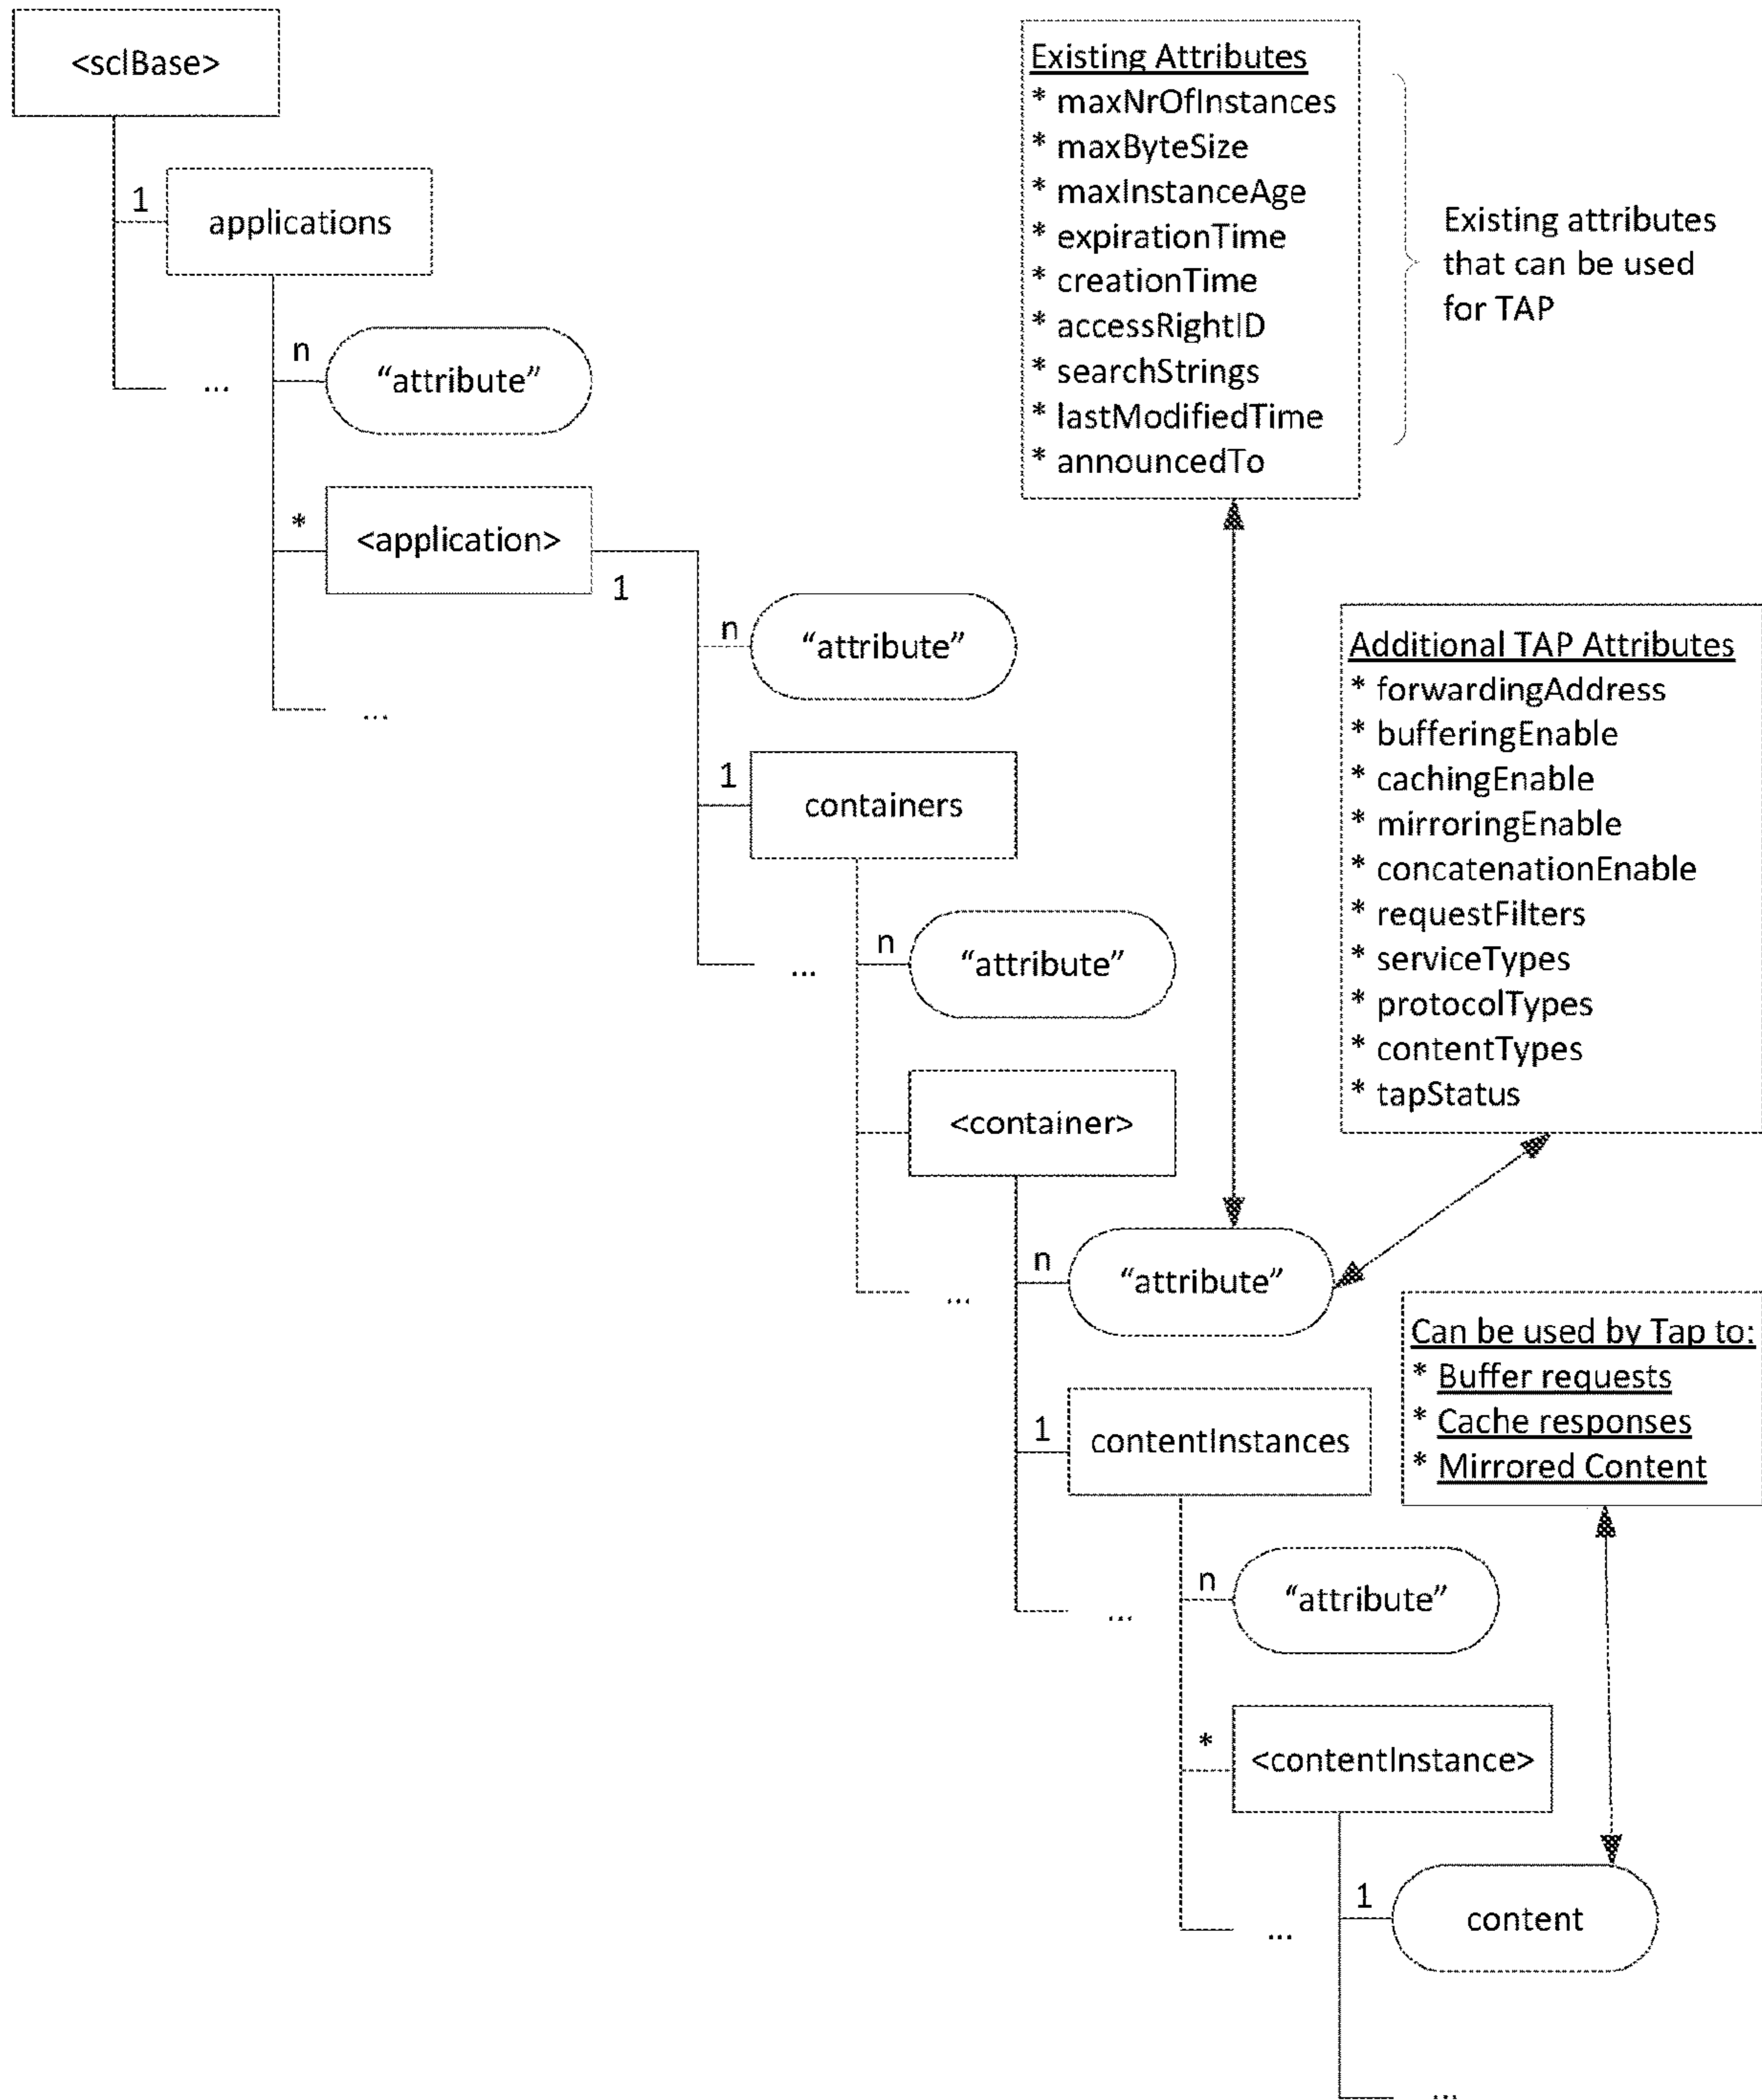 <sclBase>
1
applications
...
n
“attribute”
*
<application>
1
...
n
“attribute”
1
containers
...
n
“attribute”
<container>
...
n
“attribute”
1
contentInstances
...
n
“attribute”
*
<contentInstance>
...
1
content
...
Existing Attributes
* maxNrOfInstances
* maxByteSize
* maxInstanceAge
* expirationTime
* creationTime
* accessRightID
* searchStrings
* lastModifiedTime
* announcedTo
Existing attributes
that can be used
for TAP
Additional TAP Attributes
* forwardingAddress
* bufferingEnable
* cachingEnable
* mirroringEnable
* concatenationEnable
* requestFilters
* serviceTypes
* protocolTypes
* contentTypes
* tapStatus
Can be used by Tap to:
* Buffer requests
* Cache responses
* Mirrored Content